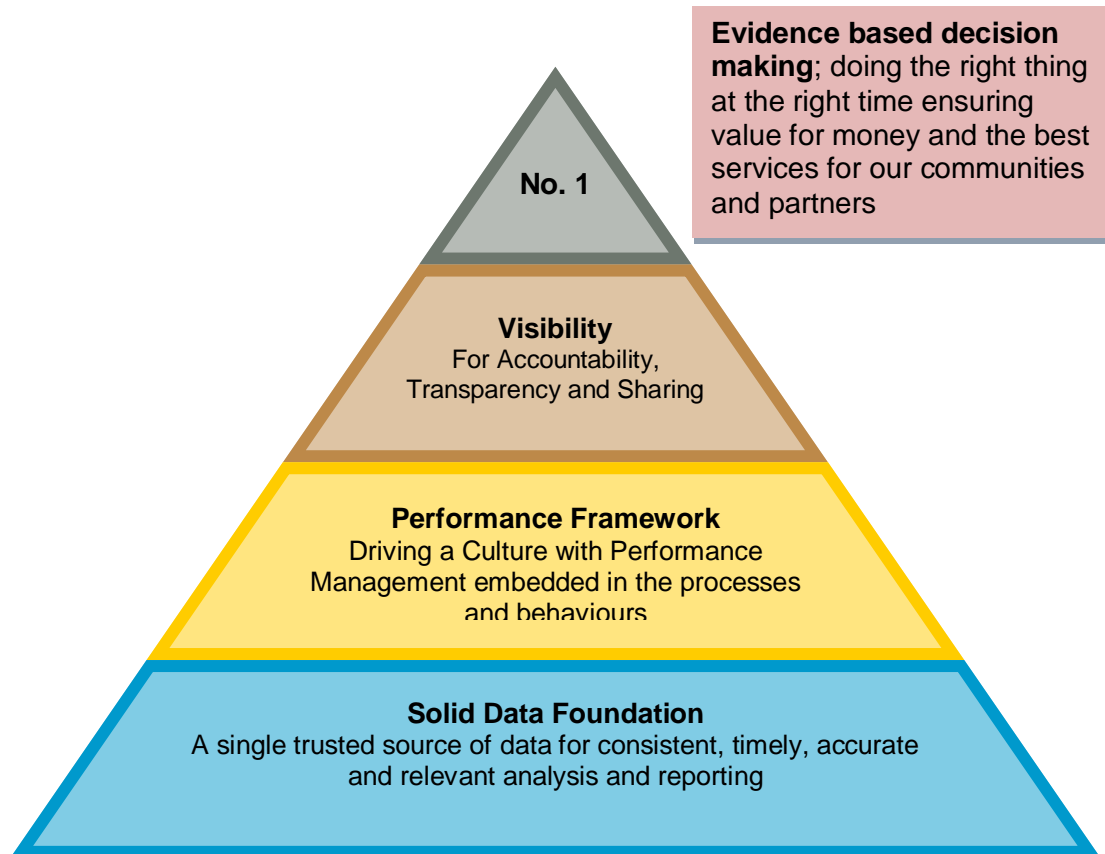 Evidence based decision
making; doing the right thing
at the right time ensuring
value for money and the best
services for our communities
and partners
No. 1
Visibility
For Accountability,
Transparency and Sharing
Performance Framework
Driving a Culture with Performance
Management embedded in the processes
and behaviours
Solid Data Foundation
A single trusted source of data for consistent, timely, accurate
and relevant analysis and reporting